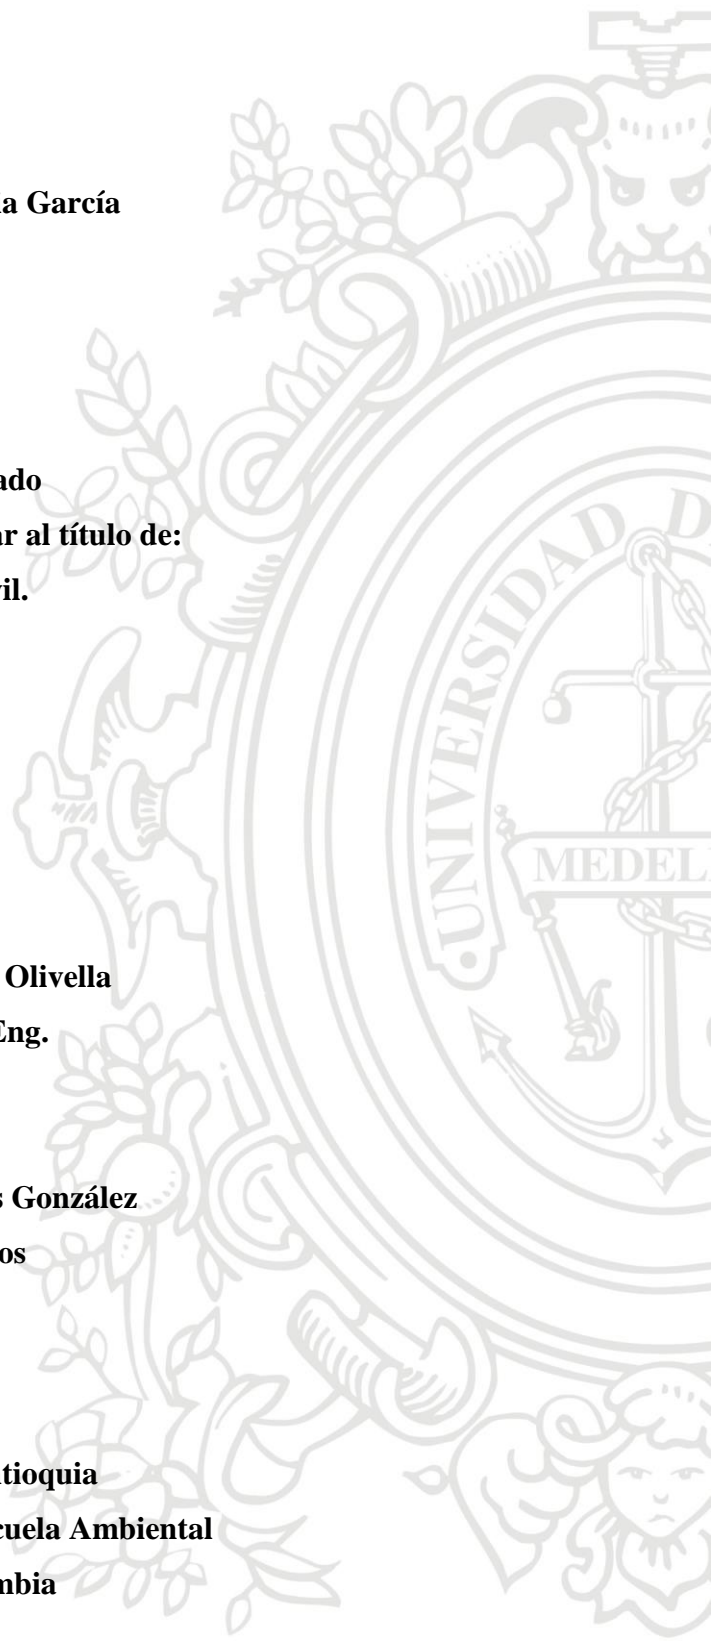 a García
ado
ar al título de:
vil.
UNIVERSIDAD D
MEDEL
Olivella
Eng.
s González
os
tioquia
cuela Ambiental
mbia